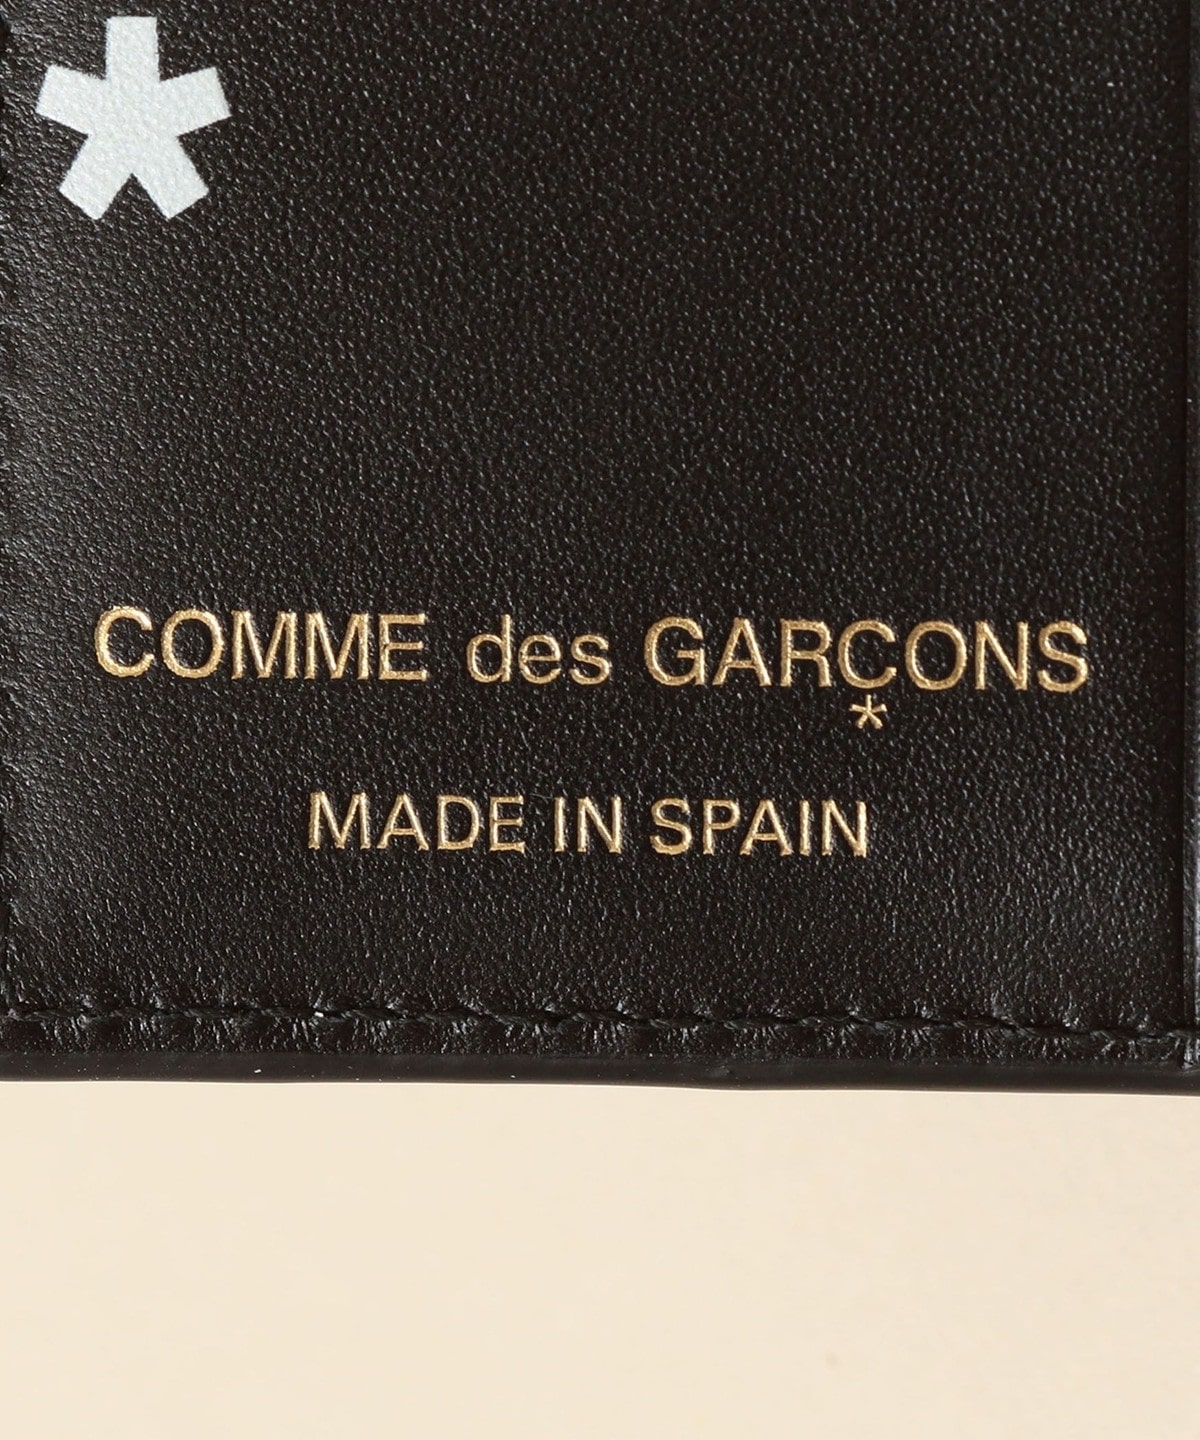 *
COMME des GARÇONS
*
MADE IN SPAIN